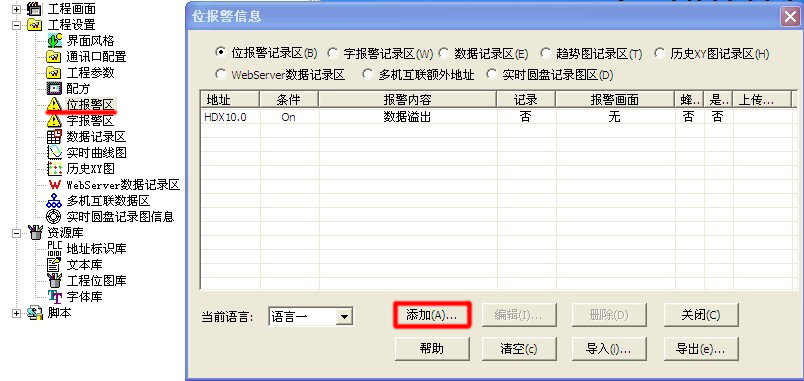 工程画面
工程设置
界面风格
通讯口配置
工程参数
配方
位报警区
字报警区
数据记录区
实时曲线图
历史XY图
WebServer数据记录区
多机互联数据区
实时圆盘记录图信息
资源库
地址标识库
文本库
工程位图库
字体库
脚本
位报警信息
位报警记录区(B) 字报警记录区(W) 数据记录区(E) 趋势图记录区(T) 历史XY图记录区(H)
WebServer数据记录区 多机互联额外地址 实时圆盘记录图区(D)
地址 条件 报警内容 记录 报警画面 蜂.. 是.. 上传...
HDX10.0 On 数据溢出 否 无 否 否
当前语言: 语言一 添加(A)... 编辑(I)... 删除(D) 关闭(C)
帮助 清空(c) 导入(i)... 导出(e)...